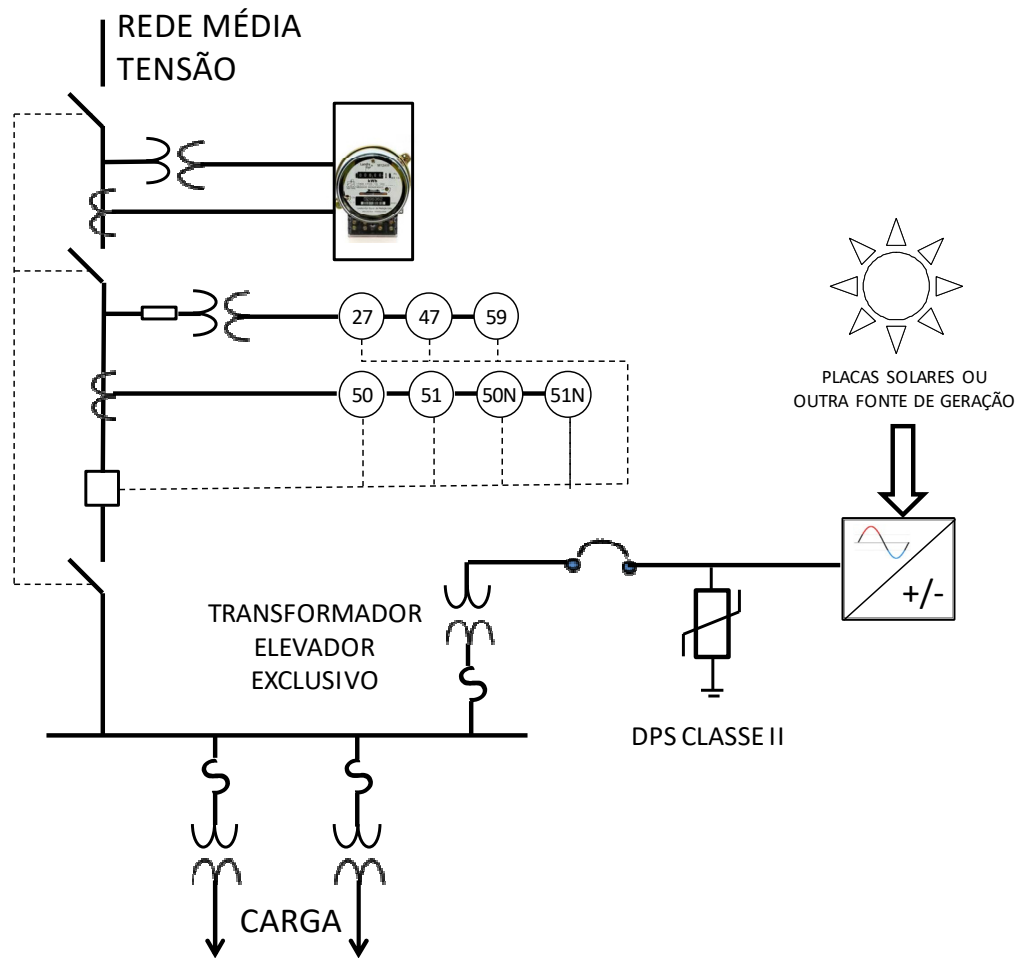 REDE MÉDIA
TENSÃO
27 47 59
50 51 50N 51N
PLACAS SOLARES OU
OUTRA FONTE DE GERAÇÃO
+/-
TRANSFORMADOR
ELEVADOR
EXCLUSIVO
DPS CLASSE II
CARGA